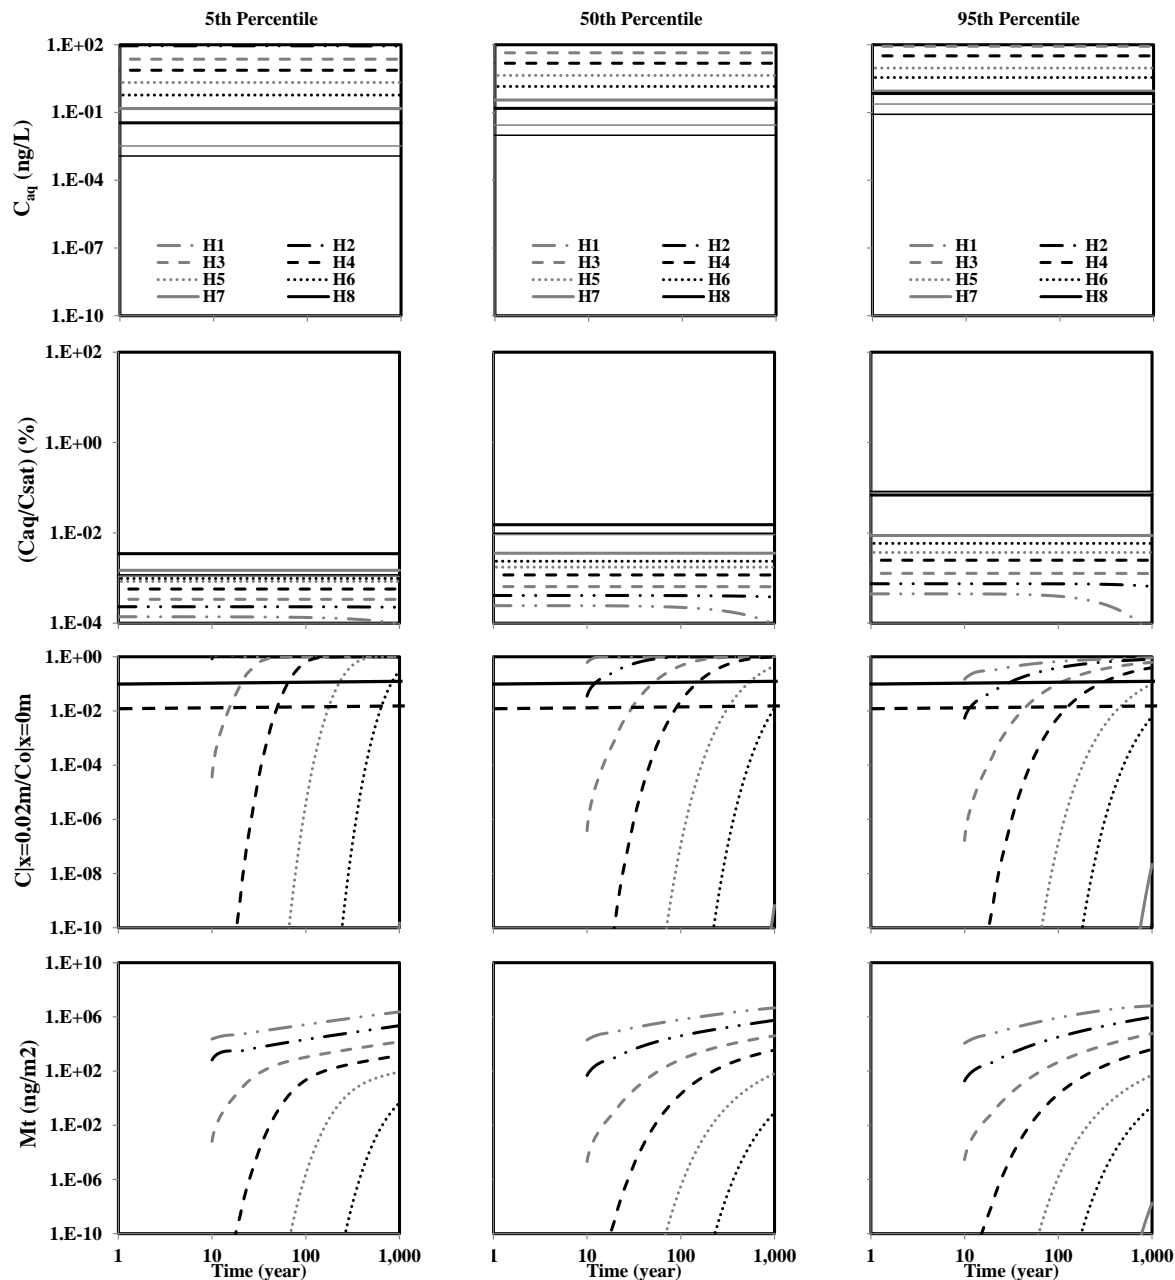 5th Percentile 50th Percentile 95th Percentile
C_aq (ng/L)
1.E+02
1.E-01
1.E-04
1.E-07
1.E-10
H1 H2
H3 H4
H5 H6
H7 H8
H1 H2
H3 H4
H5 H6
H7 H8
H1 H2
H3 H4
H5 H6
H7 H8
(Caq/Csat) (%)
1.E+02
1.E+00
1.E-02
1.E-04
C|x=0.02m/Co|x=0m
1.E+00
1.E-02
1.E-04
1.E-06
1.E-08
1.E-10
Mt (ng/m2)
1.E+10
1.E+06
1.E+02
1.E-02
1.E-06
1.E-10
1 10 100 1,000 1 10 100 1,000 1 10 100 1,000
Time (year) Time (year) Time (year)